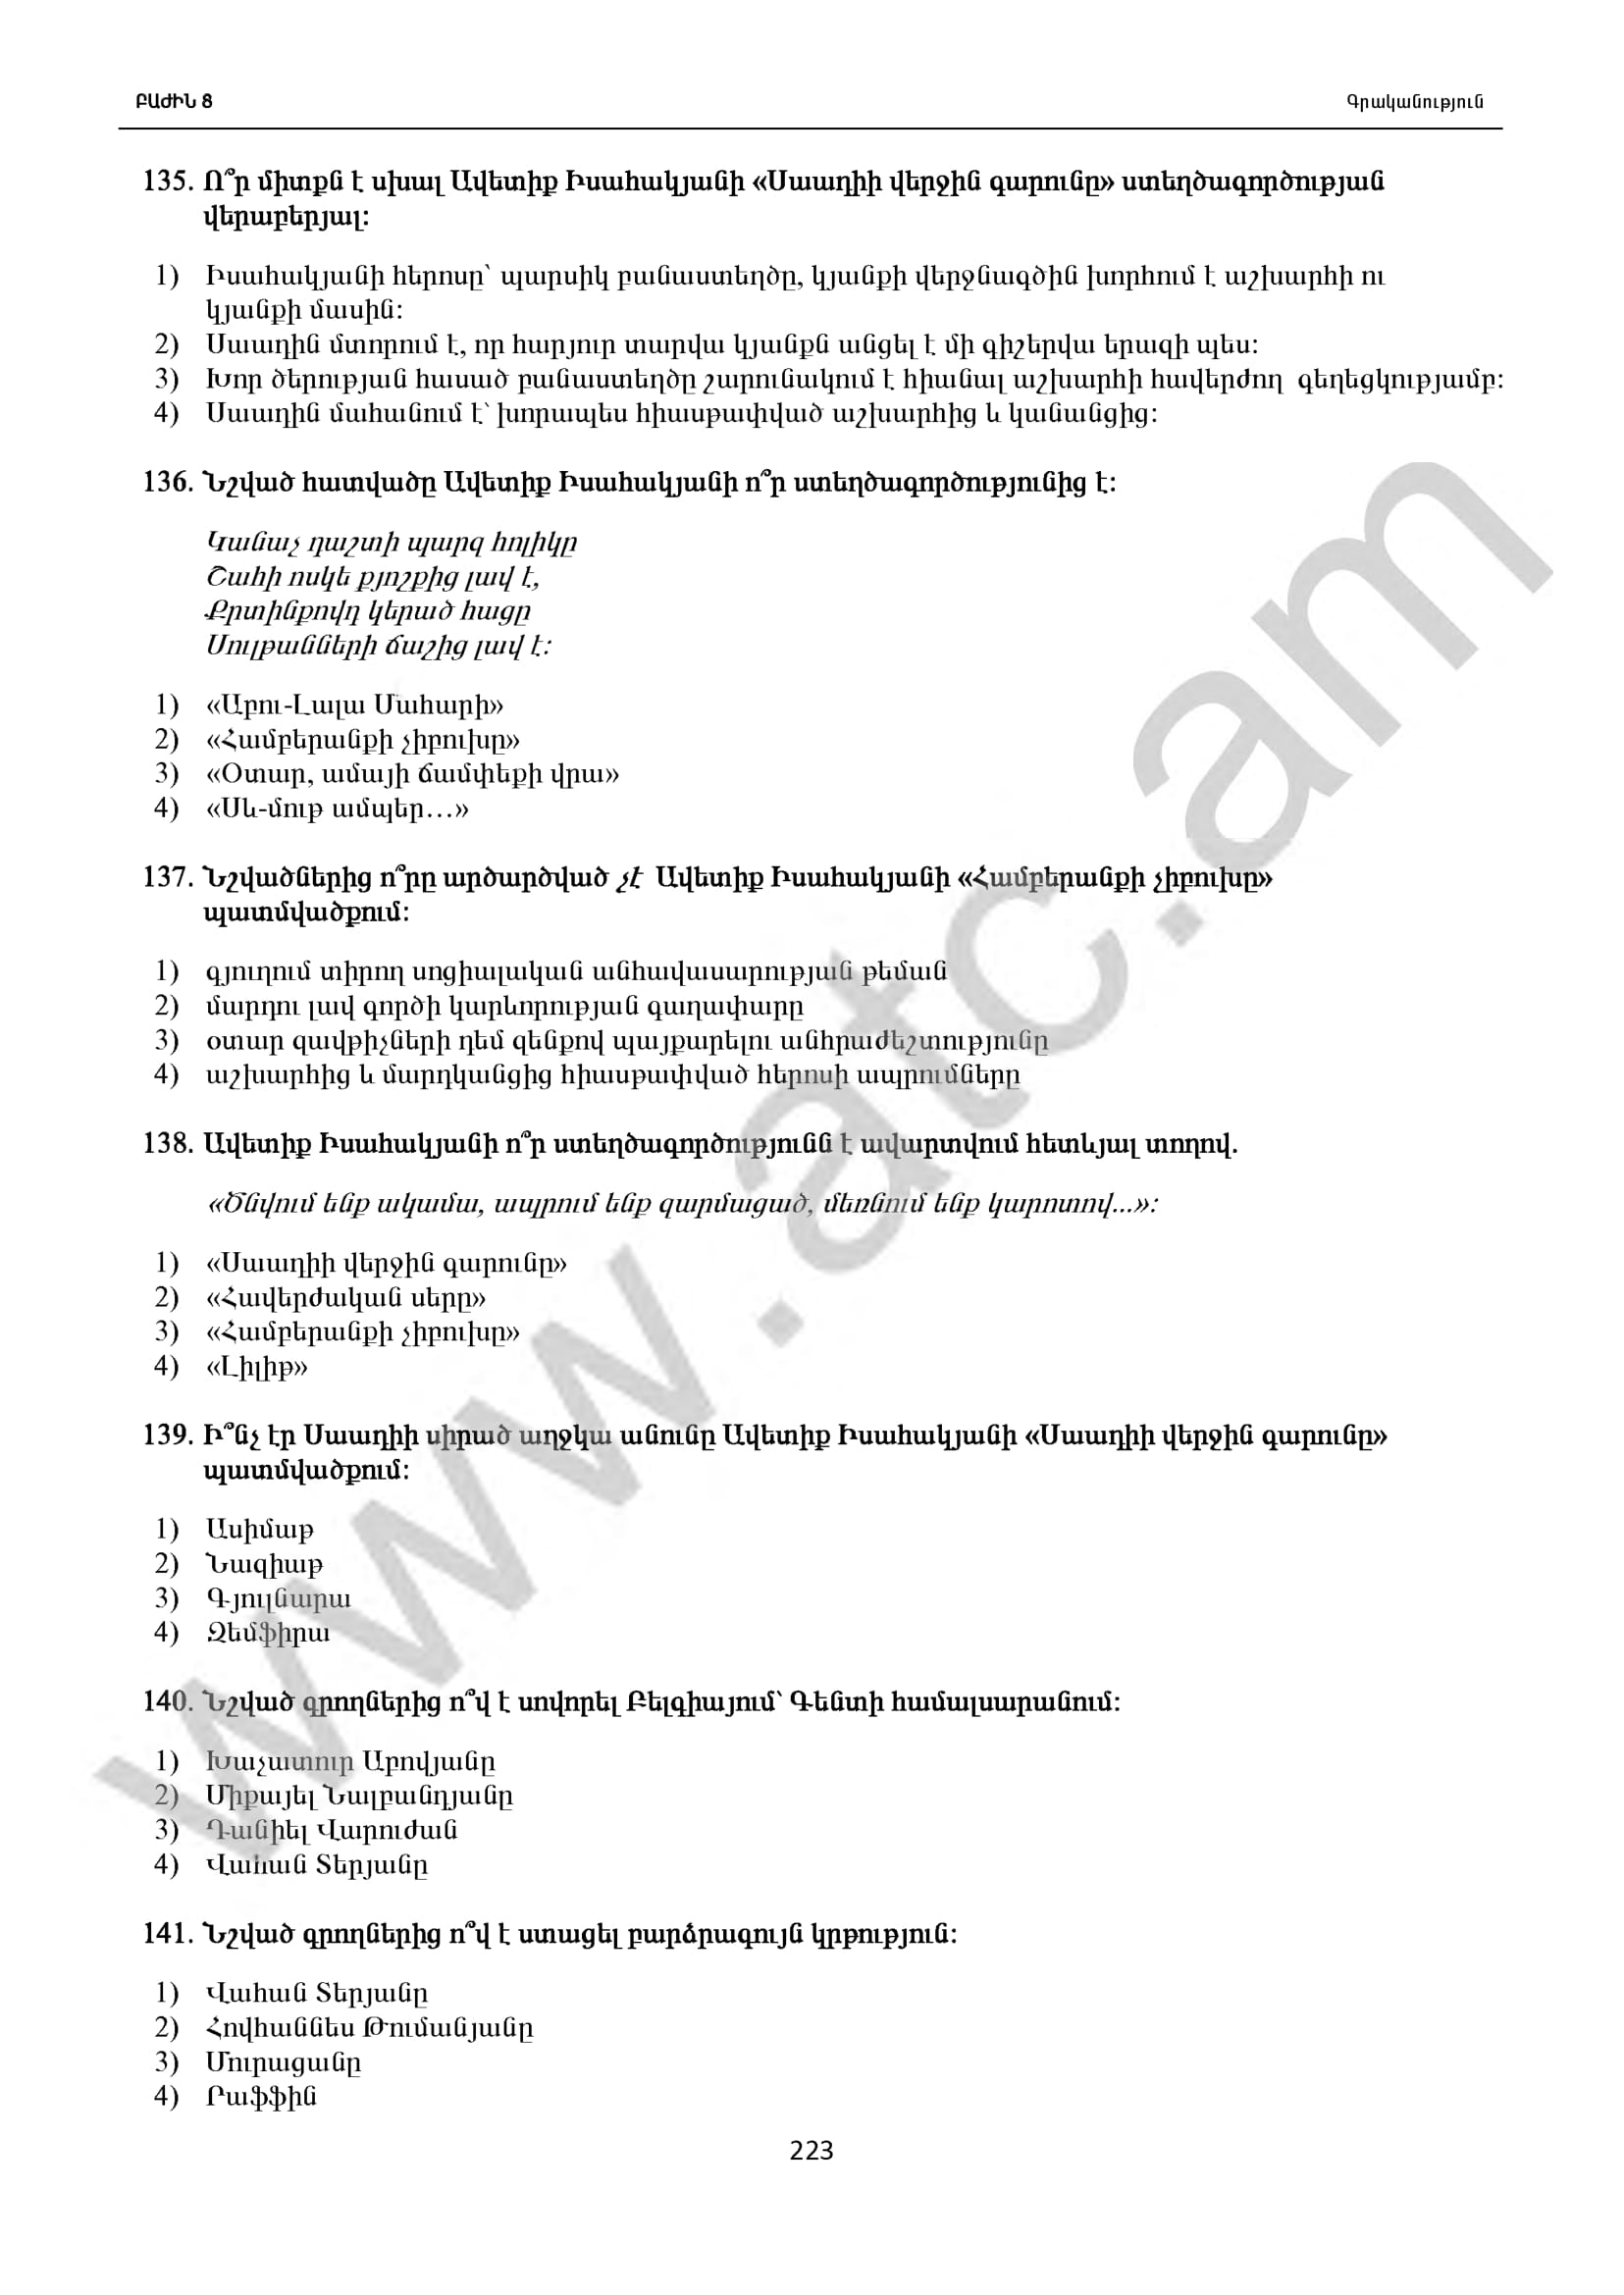 ԲԱԺԻՆ 8
Գրականություն
135. Ո՞ր միտքն է սխալ Ավետիք Իսահակյանի «Սաադիի վերջին գարունը» ստեղծագործության
վերաբերյալ:
1) Իսահակյանի հերոսը՝ պարսիկ բանաստեղծը, կյանքի վերջնագծին խորհում է աշխարհի ու
կյանքի մասին:
2) Սաադին մտորում է, որ հարյուր տարվա կյանքն անցել է մի գիշերվա երազի պես:
3) Խոր ծերության հասած բանաստեղծը շարունակում է հիանալ աշխարհի հավերժող գեղեցկությամբ:
4) Սաադին մահանում է՝ խորապես հիասթափված աշխարհից և կանանցից:
136. Նշված հատվածը Ավետիք Իսահակյանի ո՞ր ստեղծագործությունից է:
Կանաչ դաշտի պարզ հոլիկը
Շահի ոսկե քյոշքից լավ է,
Քրտինքովդ կերած հացը
Սուլթանների ճաշից լավ է:
1) «Աբու-Լալա Մահարի»
2) «Համբերանքի չիբուխը»
3) «Օտար, ամայի ճամփեքի վրա»
4) «Սև-մութ ամպեր…»
137. Նշվածներից ո՞րը արծարծված չէ Ավետիք Իսահակյանի «Համբերանքի չիբուխը»
պատմվածքում:
1) գյուղում տիրող սոցիալական անհավասարության թեման
2) մարդու լավ գործի կարևորության գաղափարը
3) օտար զավթիչների դեմ զենքով պայքարելու անհրաժեշտությունը
4) աշխարհից և մարդկանցից հիասթափված հերոսի ապրումները
138. Ավետիք Իսահակյանի ո՞ր ստեղծագործությունն է ավարտվում հետևյալ տողով.
«Ծնվում ենք ակամա, ապրում ենք զարմացած, մեռնում ենք կարոտով...»:
1) «Սաադիի վերջին գարունը»
2) «Հավերժական սերը»
3) «Համբերանքի չիբուխը»
4) «Լիլիթ»
139. Ի՞նչ էր Սաադիի սիրած աղջկա անունը Ավետիք Իսահակյանի «Սաադիի վերջին գարունը»
պատմվածքում:
1) Ասիմաթ
2) Նազիաթ
3) Գյուլնարա
4) Զեմֆիրա
140. Նշված գրողներից ո՞վ է սովորել Բելգիայում՝ Գենտի համալսարանում:
1) Խաչատուր Աբովյանը
2) Միքայել Նալբանդյանը
3) Դանիել Վարուժան
4) Վահան Տերյանը
141. Նշված գրողներից ո՞վ է ստացել բարձրագույն կրթություն:
1) Վահան Տերյանը
2) Հովհաննես Թումանյանը
3) Մուրացանը
4) Րաֆֆին
223
www.atc.am